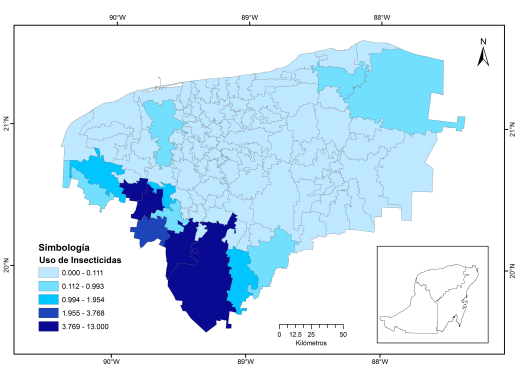 90°W 89°W 88°W
N
21°N 21°N
20°N 20°N
Simbología
Uso de Insecticidas
0.000 - 0.111
0.112 - 0.993
0.994 - 1.954
1.955 - 3.768
3.769 - 13.000
0 12.5 25 50
Kilómetros
90°W 89°W 88°W